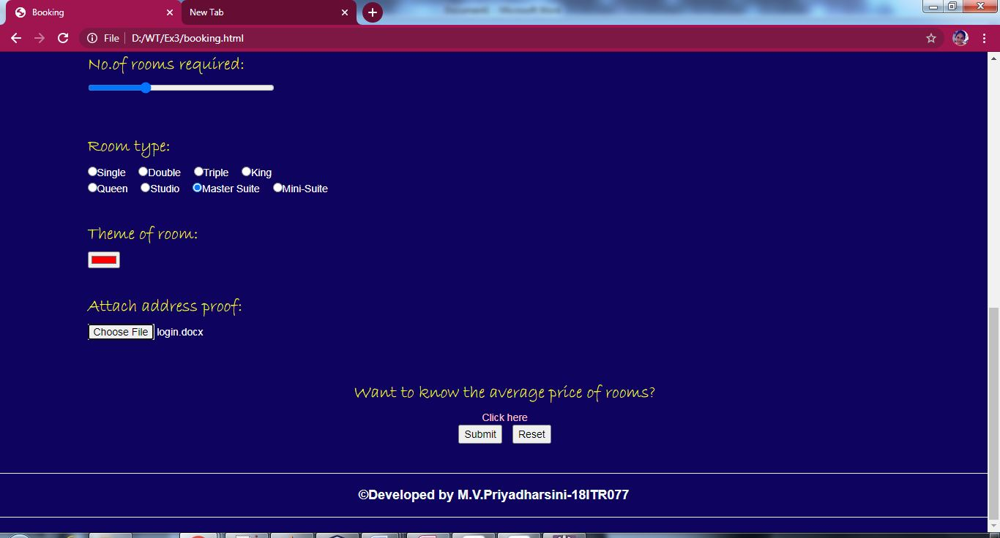 Booking
New Tab
File D:/WT/Ex3/booking.html
No.of rooms required:
Room type:
Single Double Triple King
Queen Studio Master Suite Mini-Suite
Theme of room:
Attach address proof:
Choose File login.docx
Want to know the average price of rooms?
Click here
Submit Reset
©Developed by M.V.Priyadharsini-18ITR077